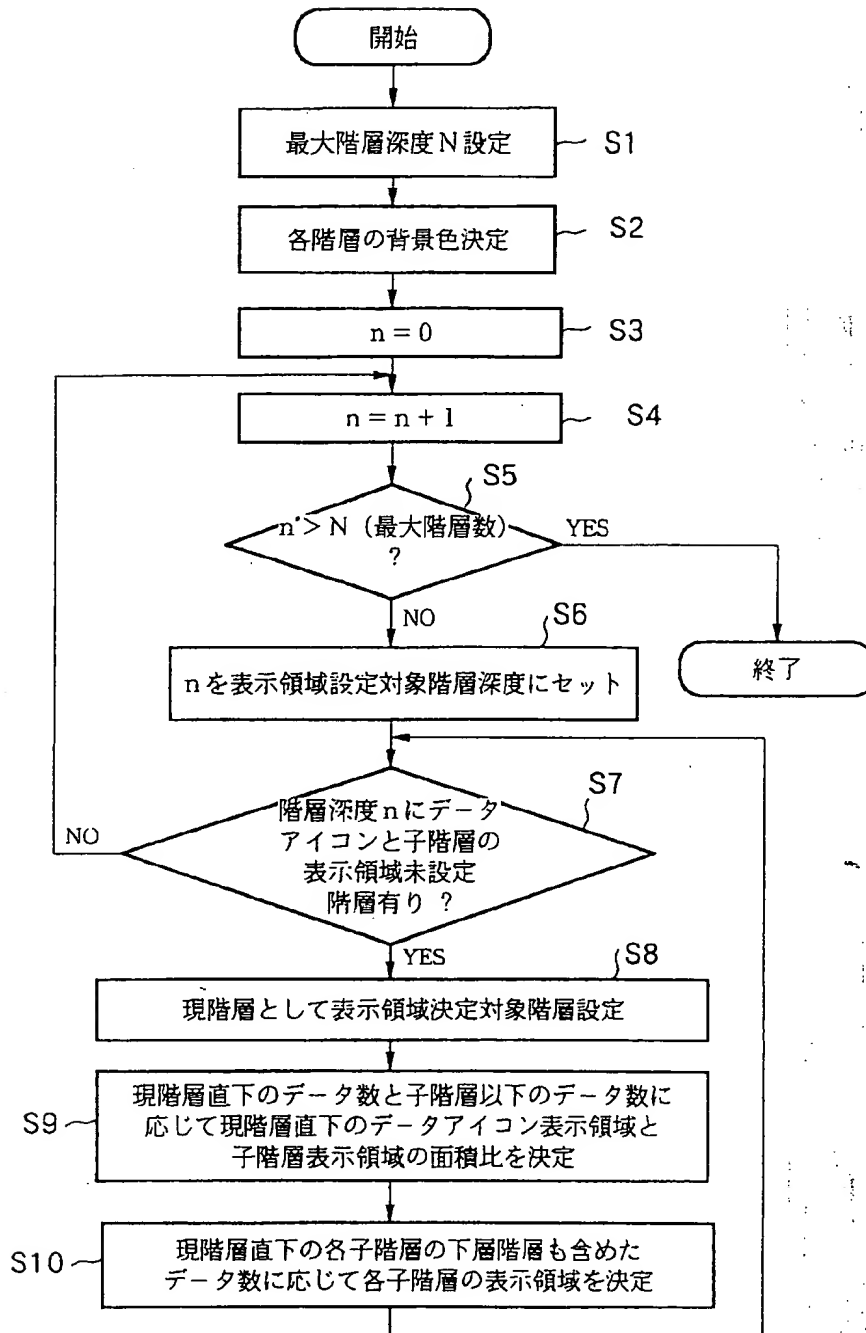 開始
最大階層深度N設定
S1
各階層の背景色決定
S2
n = 0
S3
n = n + 1
S4
S5
n > N（最大階層数）
？
YES
NO
S6
nを表示領域設定対象階層深度にセット
終了
S7
階層深度nにデータ
アイコンと子階層の
表示領域未設定
階層有り ？
NO
YES
S8
現階層として表示領域決定対象階層設定
S9
現階層直下のデータ数と子階層以下のデータ数に
応じて現階層直下のデータアイコン表示領域と
子階層表示領域の面積比を決定
S10
現階層直下の各子階層の下層階層も含めた
データ数に応じて各子階層の表示領域を決定